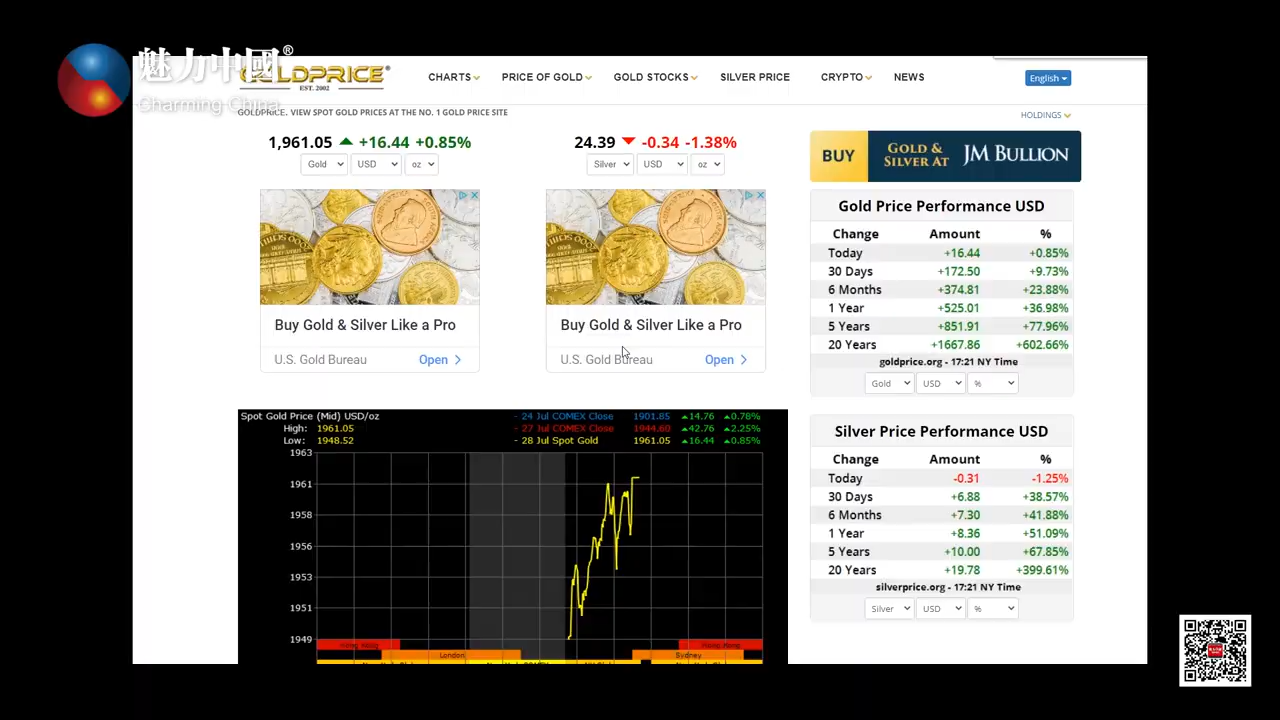 魅力中國®
Charming China
GOLDPRICE®
EST. 2002
CHARTS PRICE OF GOLD GOLD STOCKS SILVER PRICE CRYPTO NEWS
English
GOLDPRICE. VIEW SPOT GOLD PRICES AT THE NO. 1 GOLD PRICE SITE
HOLDINGS
1,961.05 +16.44 +0.85%
Gold USD oz
24.39 -0.34 -1.38%
Silver USD oz
BUY GOLD & SILVER AT JM BULLION
Buy Gold & Silver Like a Pro
U.S. Gold Bureau Open
Buy Gold & Silver Like a Pro
U.S. Gold Bureau Open
Gold Price Performance USD
Change Amount %
Today +16.44 +0.85%
30 Days +172.50 +9.73%
6 Months +374.81 +23.88%
1 Year +525.01 +36.98%
5 Years +851.91 +77.96%
20 Years +1667.86 +602.66%
goldprice.org - 17:21 NY Time
Gold USD %
Spot Gold Price (Mid) USD/oz - 24 Jul COMEX Close 1901.85 14.76 0.78%
High: 1961.05 - 27 Jul COMEX Close 1944.60 42.76 2.25%
Low: 1948.52 - 28 Jul Spot Gold 1961.05 16.44 0.85%
1963
1961
1958
1956
1953
1951
1949
Hong Kong Hong Kong
London Sydney
Silver Price Performance USD
Change Amount %
Today -0.31 -1.25%
30 Days +6.88 +38.57%
6 Months +7.30 +41.88%
1 Year +8.36 +51.09%
5 Years +10.00 +67.85%
20 Years +19.78 +399.61%
silverprice.org - 17:21 NY Time
Silver USD %